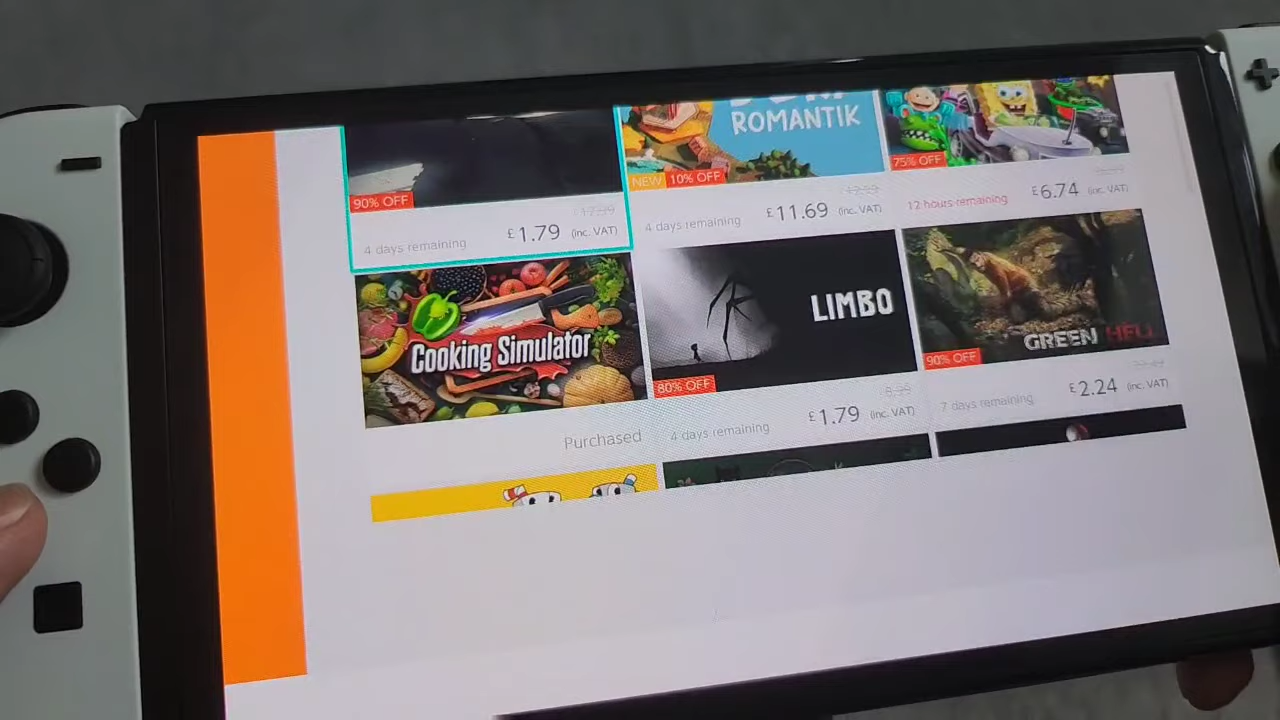 ROMANTIK
90% OFF
NEW 10% OFF
75% OFF
4 days remaining £1.79 (inc. VAT)
4 days remaining £11.69 (inc. VAT)
12 hours remaining £6.74 (inc. VAT)
Cooking Simulator
LIMBO
GREEN HELL
80% OFF
90% OFF
Purchased
4 days remaining £1.79 (inc. VAT)
7 days remaining £2.24 (inc. VAT)